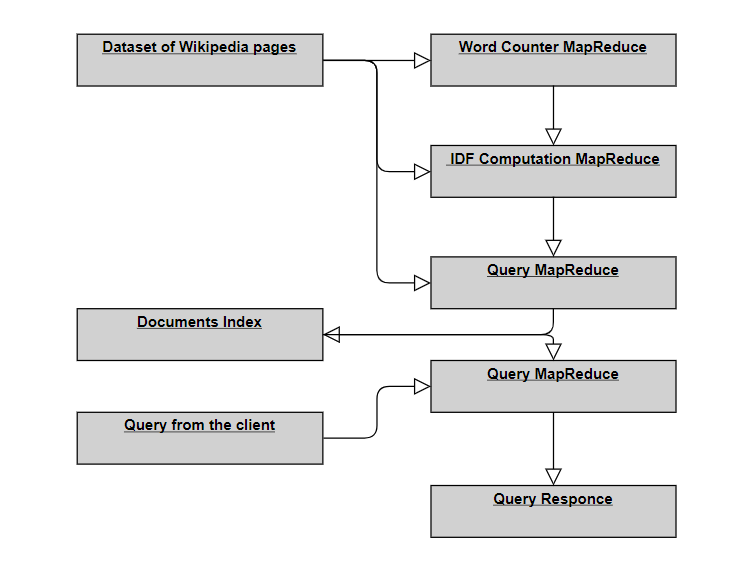 Dataset of Wikipedia pages
Word Counter MapReduce
IDF Computation MapReduce
Query MapReduce
Documents Index
Query MapReduce
Query from the client
Query Responce